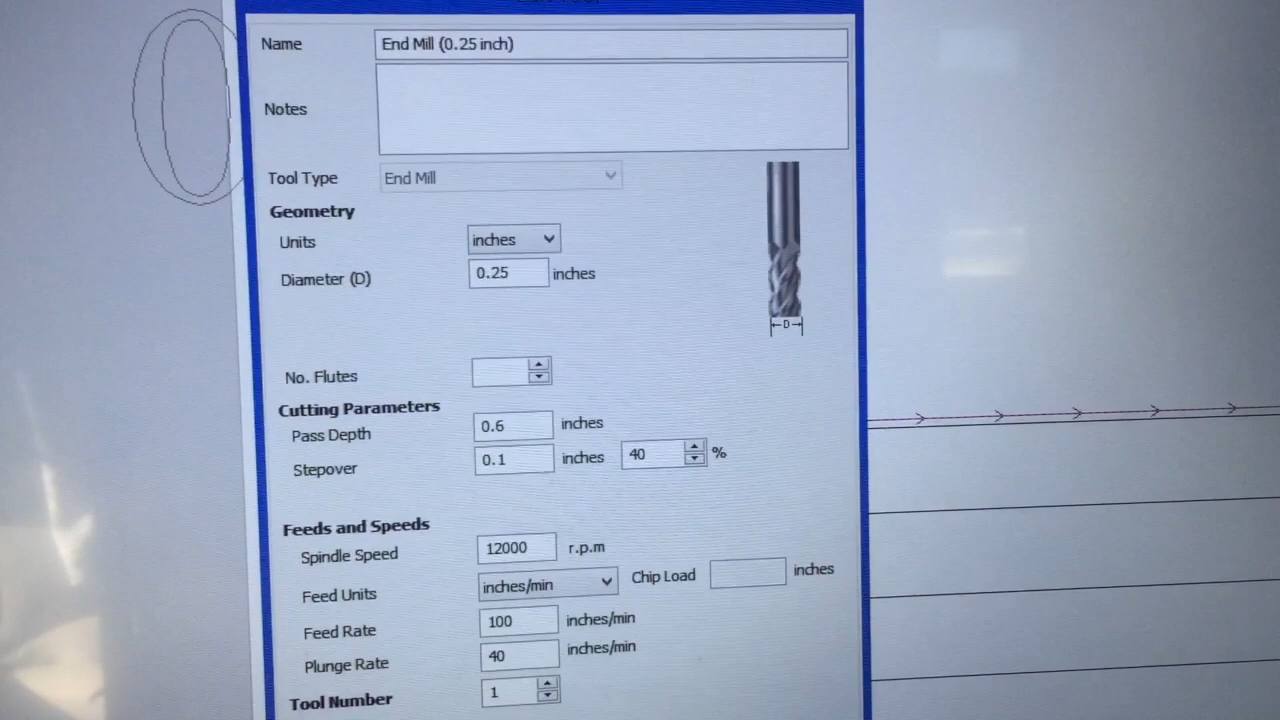 Name End Mill (0.25 inch)
Notes
Tool Type End Mill
Geometry
Units inches
Diameter (D) 0.25 inches
D
No. Flutes
Cutting Parameters
Pass Depth 0.6 inches
Stepover 0.1 inches 40 %
Feeds and Speeds
Spindle Speed 12000 r.p.m
Feed Units inches/min Chip Load inches
Feed Rate 100 inches/min
Plunge Rate 40 inches/min
Tool Number 1